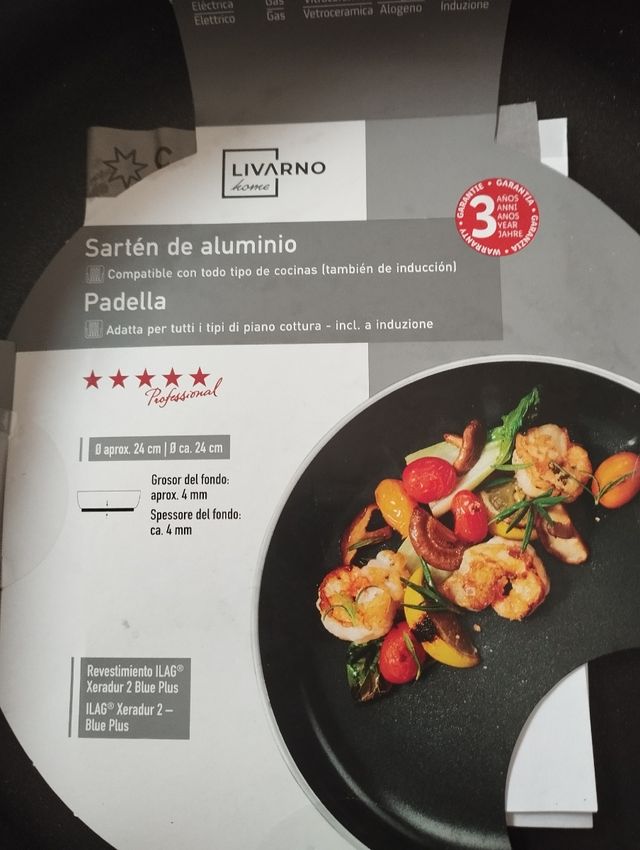 Eléctrica
Elettrico
Gas
Gas
Vetroceramica
Alogeno
Induzione
C
LIVARNO
home
GARANTIE • GARANTÍA • GARANZIA • WARRANTY
3
AÑOS
ANNI
ANOS
YEAR
JAHRE
Sartén de aluminio
Compatible con todo tipo de cocinas (también de inducción)
Padella
Adatta per tutti i tipi di piano cottura - incl. a induzione
Professional
Ø aprox. 24 cm | Ø ca. 24 cm
Grosor del fondo:
aprox. 4 mm
Spessore del fondo:
ca. 4 mm
Revestimiento ILAG®
Xeradur 2 Blue Plus
ILAG® Xeradur 2 –
Blue Plus